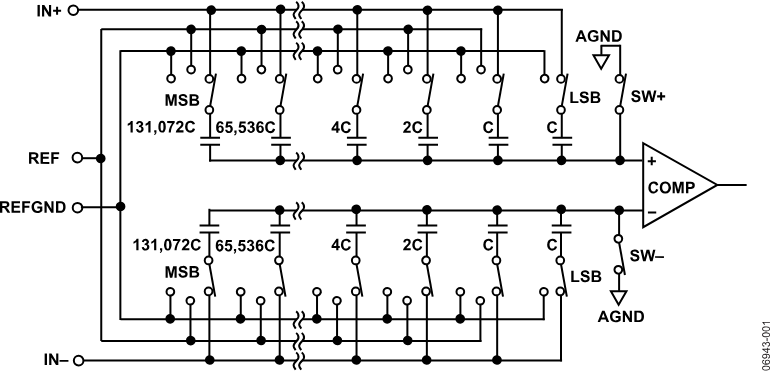 IN+
AGND
MSB
LSB
SW+
131,072C
65,536C
4C
2C
C
C
REF
+
COMP
REFGND
–
131,072C
65,536C
4C
2C
C
C
SW–
MSB
LSB
AGND
IN–
06943-001